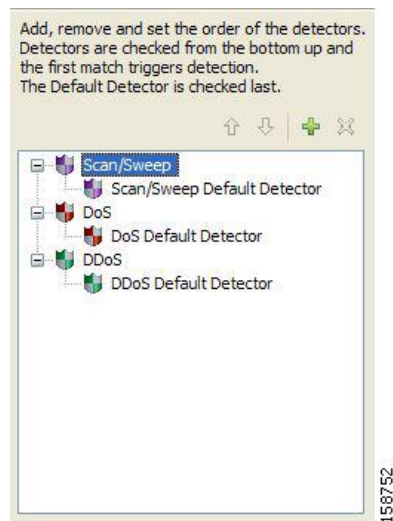 Add, remove and set the order of the detectors.
Detectors are checked from the bottom up and
the first match triggers detection.
The Default Detector is checked last.
Scan/Sweep
Scan/Sweep Default Detector
DoS
DoS Default Detector
DDoS
DDoS Default Detector
158752